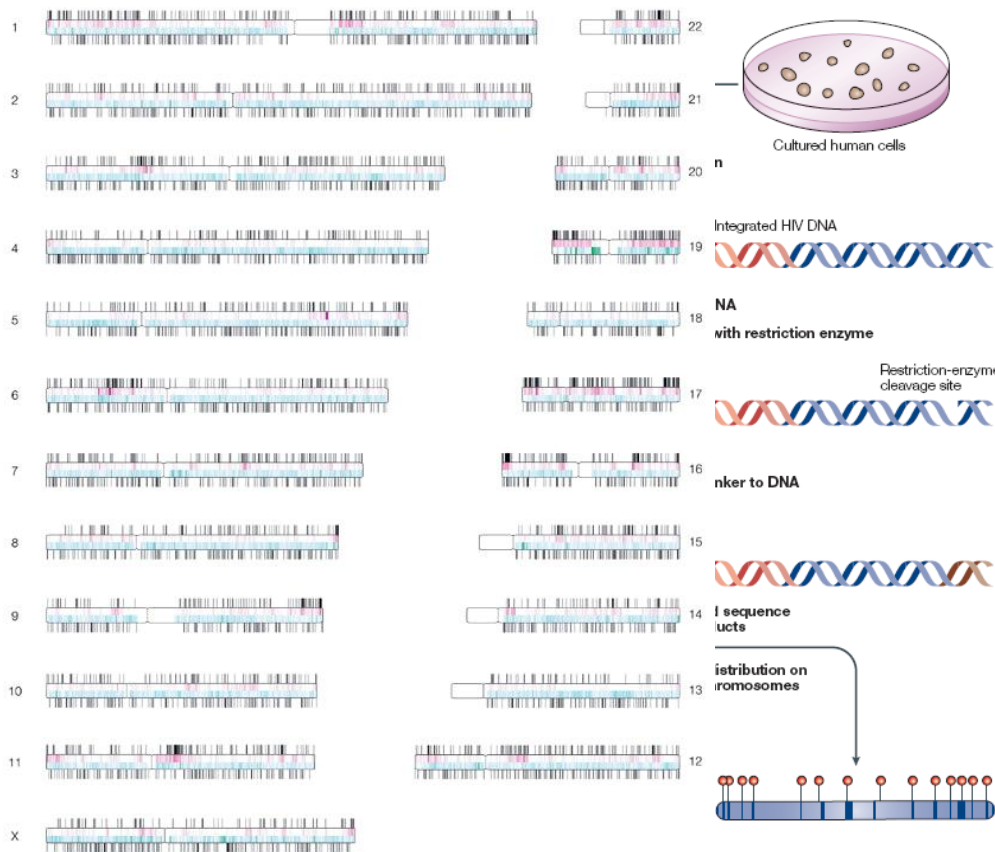 1
22
2
21
3
20
4
19
5
18
6
17
7
16
8
15
9
14
10
13
11
12
X
Cultured human cells
n
Integrated HIV DNA
NA
with restriction enzyme
Restriction-enzyme
cleavage site
nker to DNA
d sequence
ducts
istribution on
hromosomes